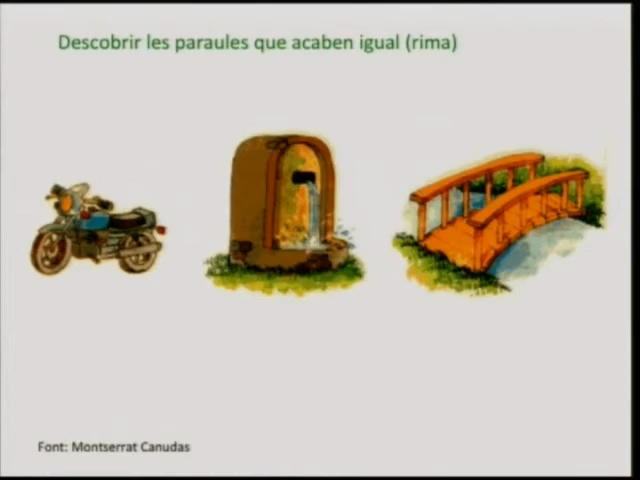 Descobrir les paraules que acaben igual (rima)
Font: Montserrat Canudas